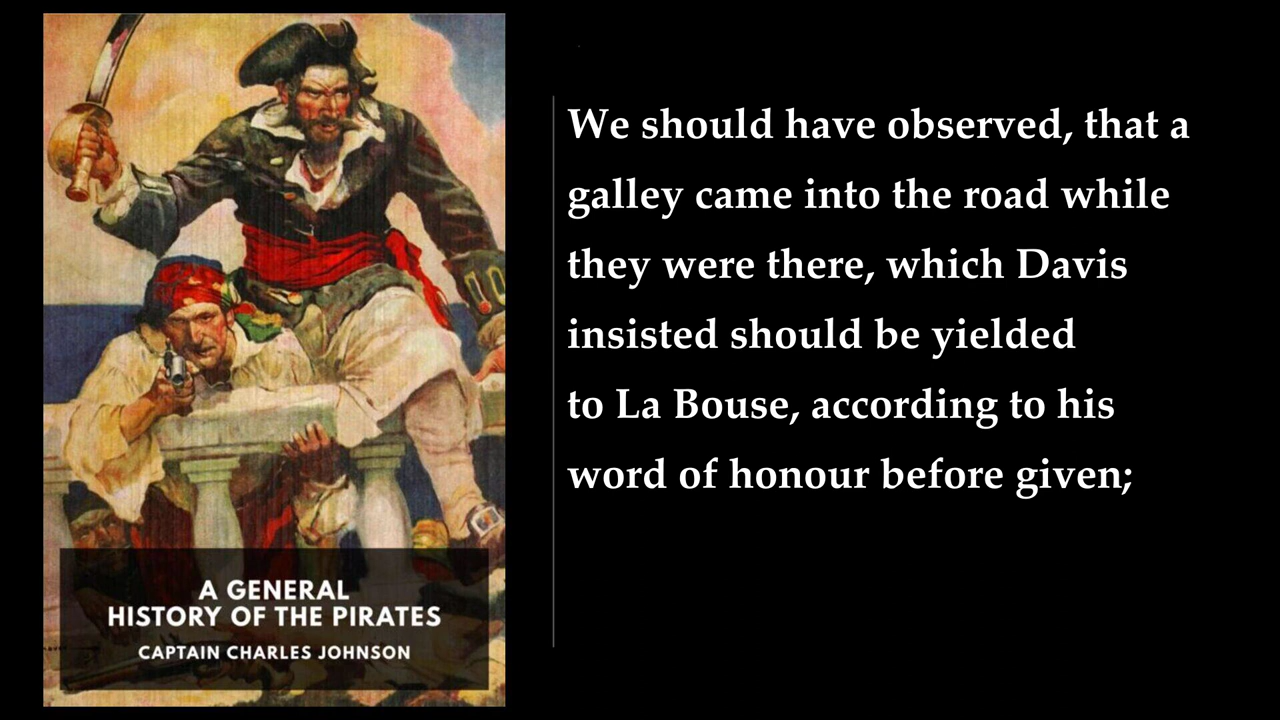 A GENERAL
HISTORY OF THE PIRATES
CAPTAIN CHARLES JOHNSON
We should have observed, that a
galley came into the road while
they were there, which Davis
insisted should be yielded
to La Bouse, according to his
word of honour before given;